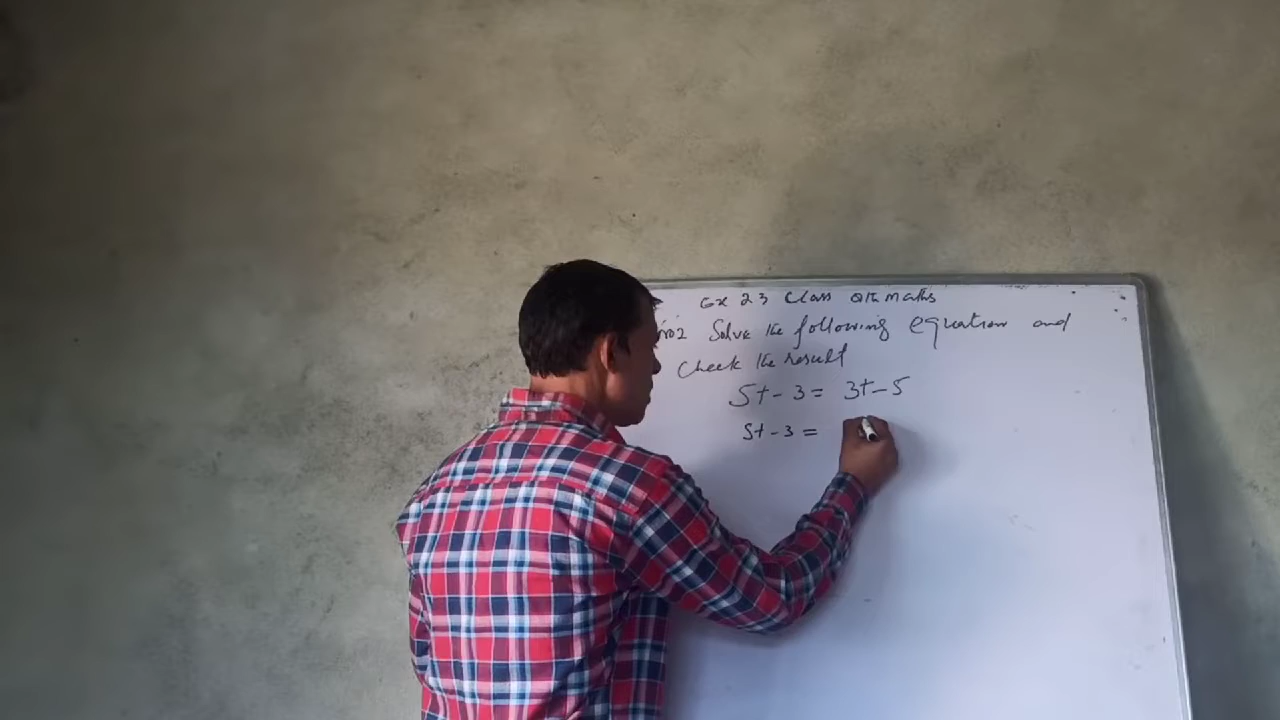 Ex 2.3 Class 8th maths
No2 Solve the following equation and
Check the result
5t - 3 = 3t - 5
5t - 3 =